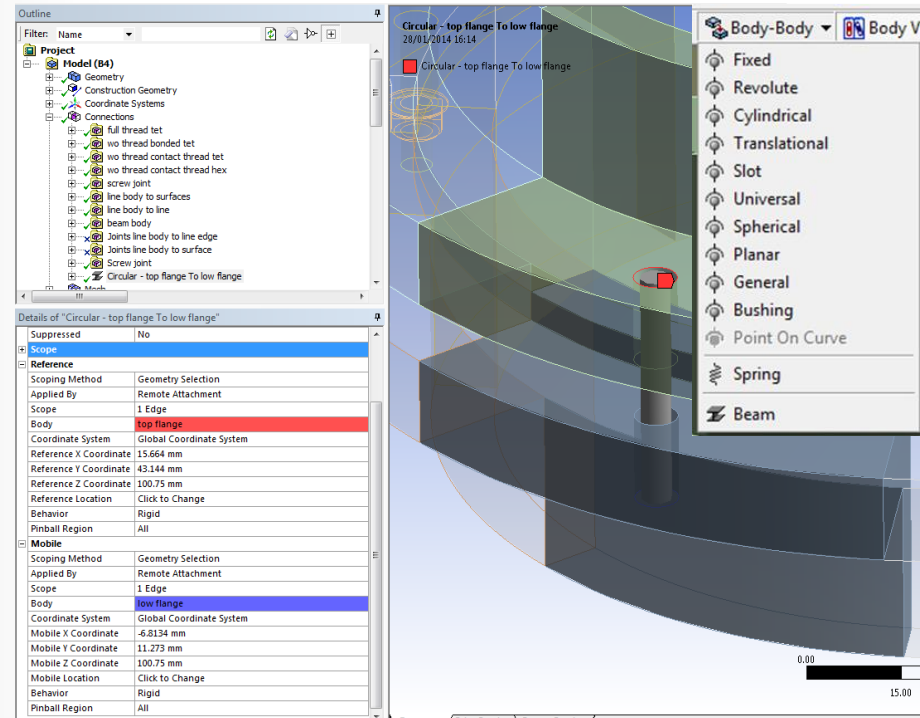 Outline
Filter: Name
Project
Model (B4)
Geometry
Construction Geometry
Coordinate Systems
Connections
full thread tet
wo thread bonded tet
wo thread contact thread tet
wo thread contact thread hex
screw joint
line body to surfaces
line body to line
beam body
Joints line body to line edge
Joints line body to surface
Screw joint
Circular - top flange To low flange
Mesh
Details of "Circular - top flange To low flange"
Suppressed No
Scope
Reference
Scoping Method Geometry Selection
Applied By Remote Attachment
Scope 1 Edge
Body top flange
Coordinate System Global Coordinate System
Reference X Coordinate 15.664 mm
Reference Y Coordinate 43.144 mm
Reference Z Coordinate 100.75 mm
Reference Location Click to Change
Behavior Rigid
Pinball Region All
Mobile
Scoping Method Geometry Selection
Applied By Remote Attachment
Scope 1 Edge
Body low flange
Coordinate System Global Coordinate System
Mobile X Coordinate -6.8134 mm
Mobile Y Coordinate 11.273 mm
Mobile Z Coordinate 100.75 mm
Mobile Location Click to Change
Behavior Rigid
Pinball Region All
Circular - top flange To low flange
28/01/2014 16:14
Circular - top flange To low flange
Body-Body Body V
Fixed
Revolute
Cylindrical
Translational
Slot
Universal
Spherical
Planar
General
Bushing
Point On Curve
Spring
Beam
0.00
15.00